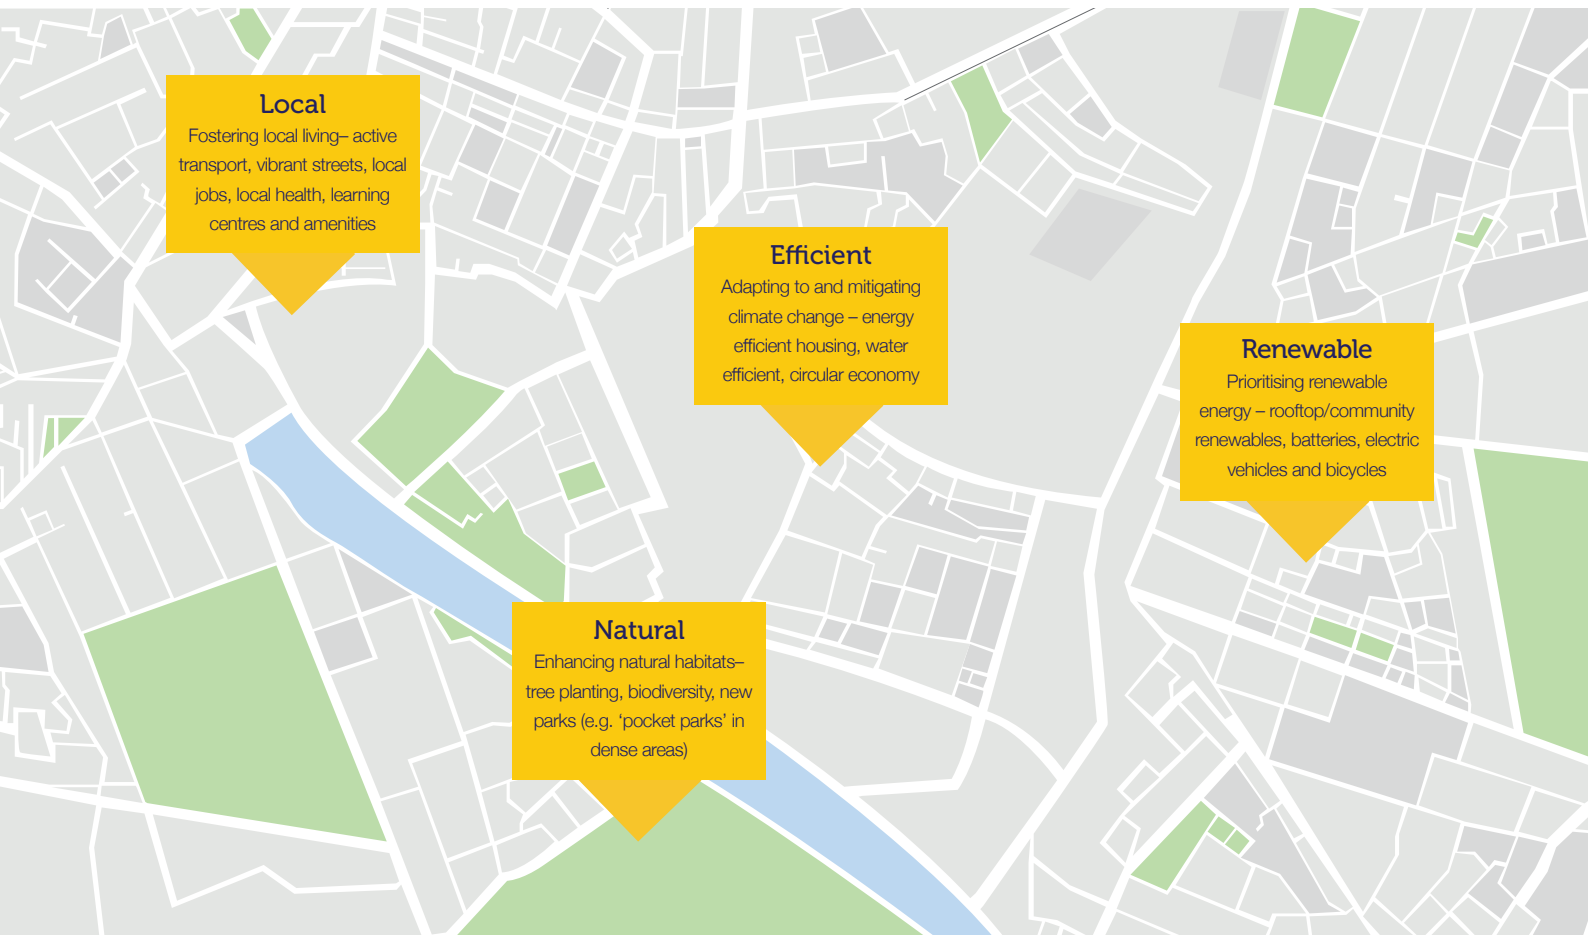 Local
Fostering local living– active
transport, vibrant streets, local
jobs, local health, learning
centres and amenities
Efficient
Adapting to and mitigating
climate change – energy
efficient housing, water
efficient, circular economy
Renewable
Prioritising renewable
energy – rooftop/community
renewables, batteries, electric
vehicles and bicycles
Natural
Enhancing natural habitats–
tree planting, biodiversity, new
parks (e.g. ‘pocket parks’ in
dense areas)